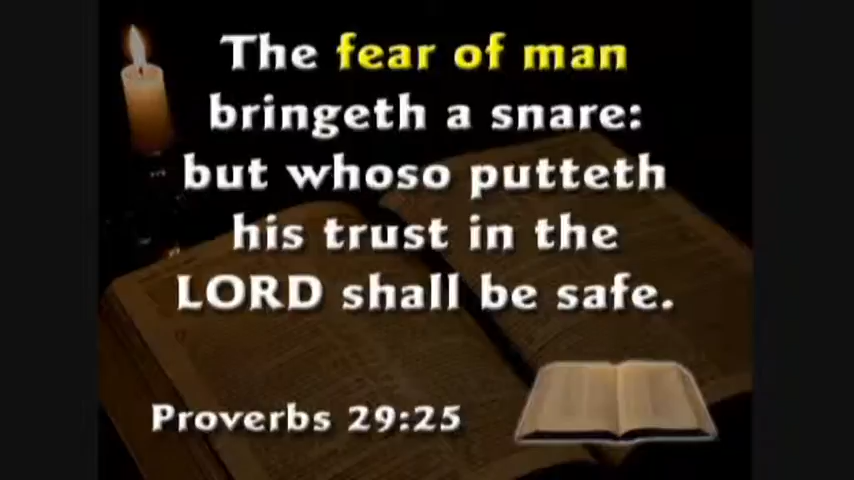 The fear of man
bringeth a snare:
but whoso putteth
his trust in the
LORD shall be safe.
Proverbs 29:25